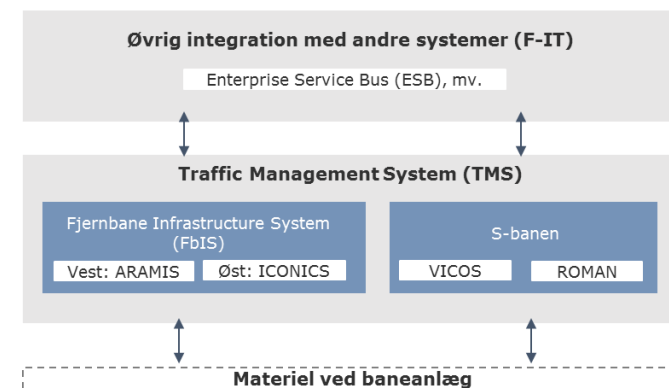 Øvrig integration med andre systemer (F-IT)
Enterprise Service Bus (ESB), mv.
Traffic Management System (TMS)
Fjernbane Infrastructure System
(FbIS)
Vest: ARAMIS
Øst: ICONICS
S-banen
VICOS
ROMAN
Materiel ved baneanlæg